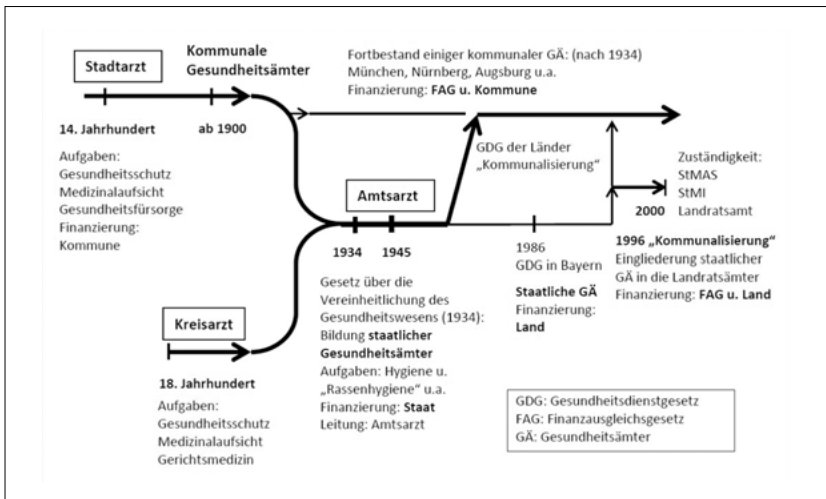 Stadtarzt
Kommunale
Gesundheitsämter
14. Jahrhundert
ab 1900
Aufgaben:
Gesundheitsschutz
Medizinalaufsicht
Gesundheitsfürsorge
Finanzierung:
Kommune
Fortbestand einiger kommunaler GÄ: (nach 1934)
München, Nürnberg, Augsburg u.a.
Finanzierung: FAG u. Kommune
GDG der Länder
„Kommunalisierung“
Zuständigkeit:
StMAS
StMI
Landratsamt
2000
Amtsarzt
1934
1945
Gesetz über die
Vereinheitlichung des
Gesundheitswesens (1934):
Bildung staatlicher
Gesundheitsämter
Aufgaben: Hygiene u.
„Rassenhygiene“ u.a.
Finanzierung: Staat
Leitung: Amtsarzt
1986
GDG in Bayern
Staatliche GÄ
Finanzierung:
Land
1996 „Kommunalisierung“
Eingliederung staatlicher
GÄ in die Landratsämter
Finanzierung: FAG u. Land
Kreisarzt
18. Jahrhundert
Aufgaben:
Gesundheitsschutz
Medizinalaufsicht
Gerichtsmedizin
GDG: Gesundheitsdienstgesetz
FAG: Finanzausgleichsgesetz
GÄ: Gesundheitsämter